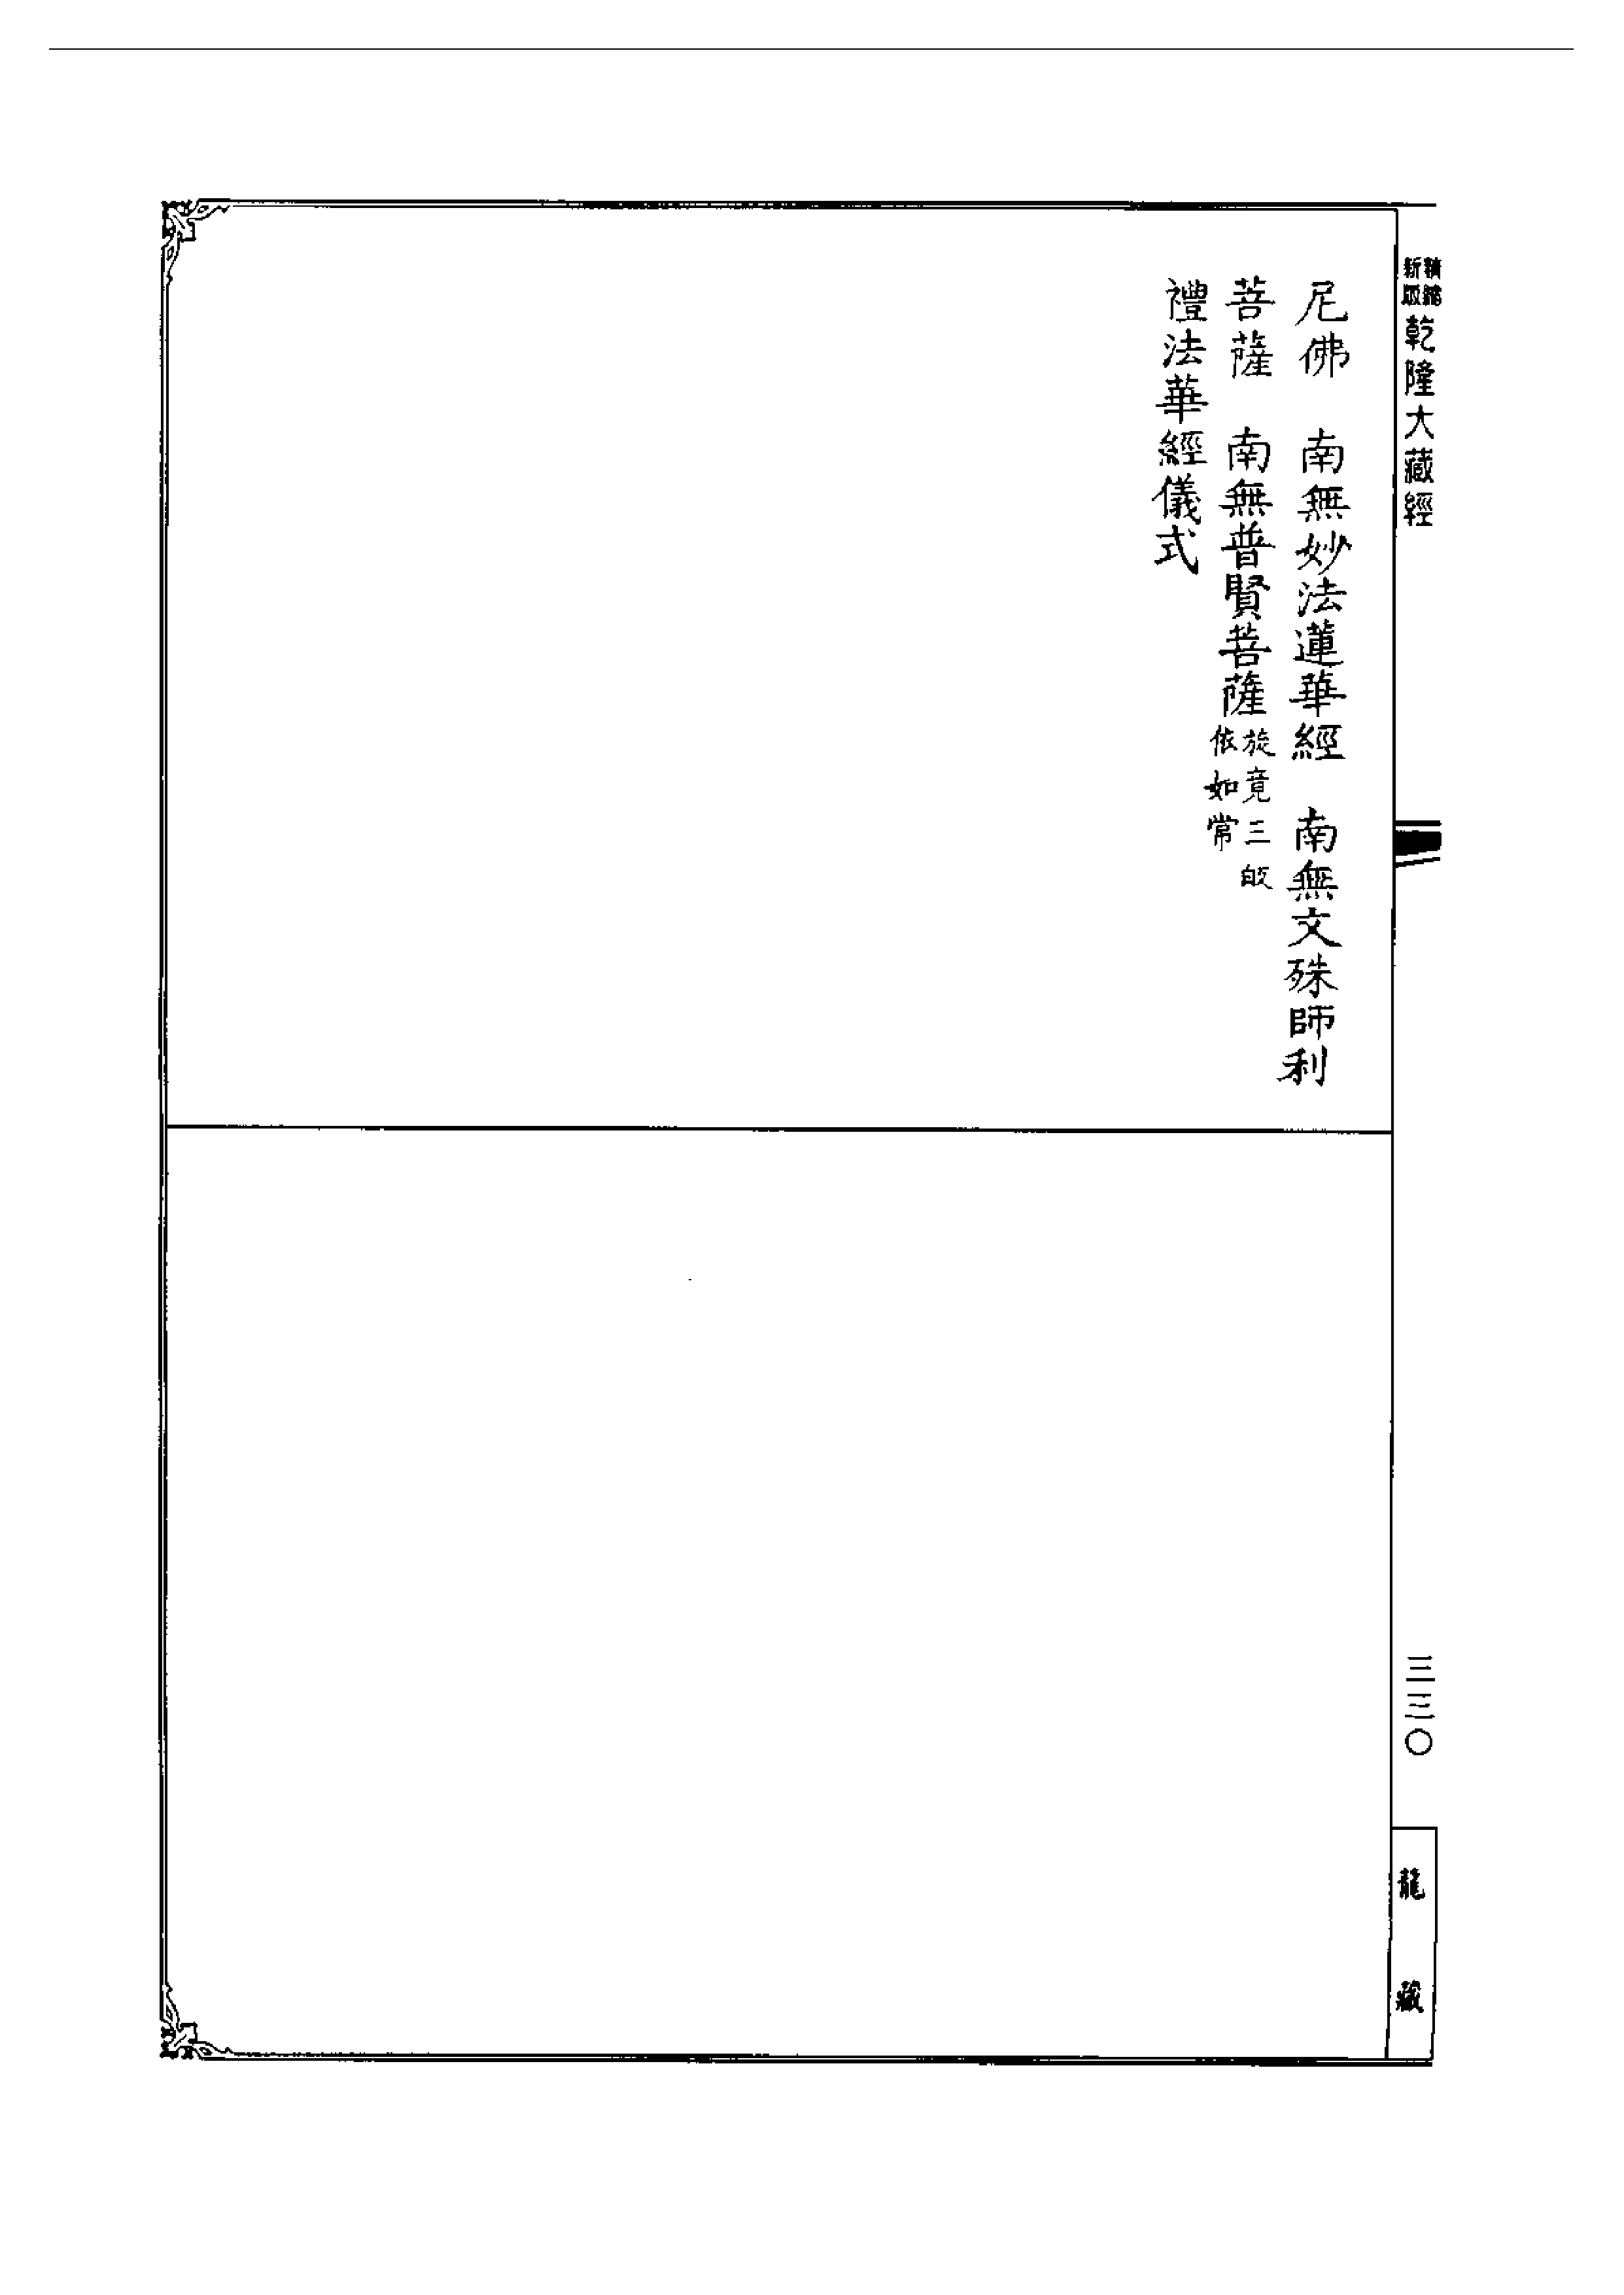 精縮新版乾隆大藏經
尼佛　南無妙法蓮華經　南無文殊師利
菩薩　南無普賢菩薩旋竟三皈依如常
禮法華經儀式
三三〇
龍藏